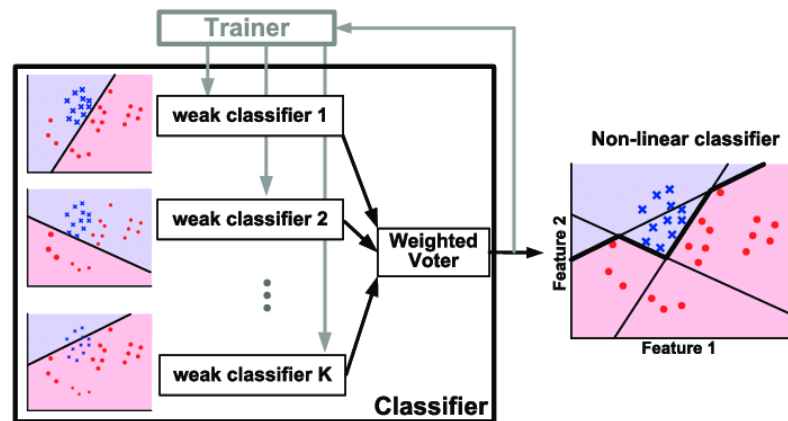 Trainer
weak classifier 1
weak classifier 2
weak classifier K
Weighted
Voter
Classifier
Non-linear classifier
Feature 2
Feature 1